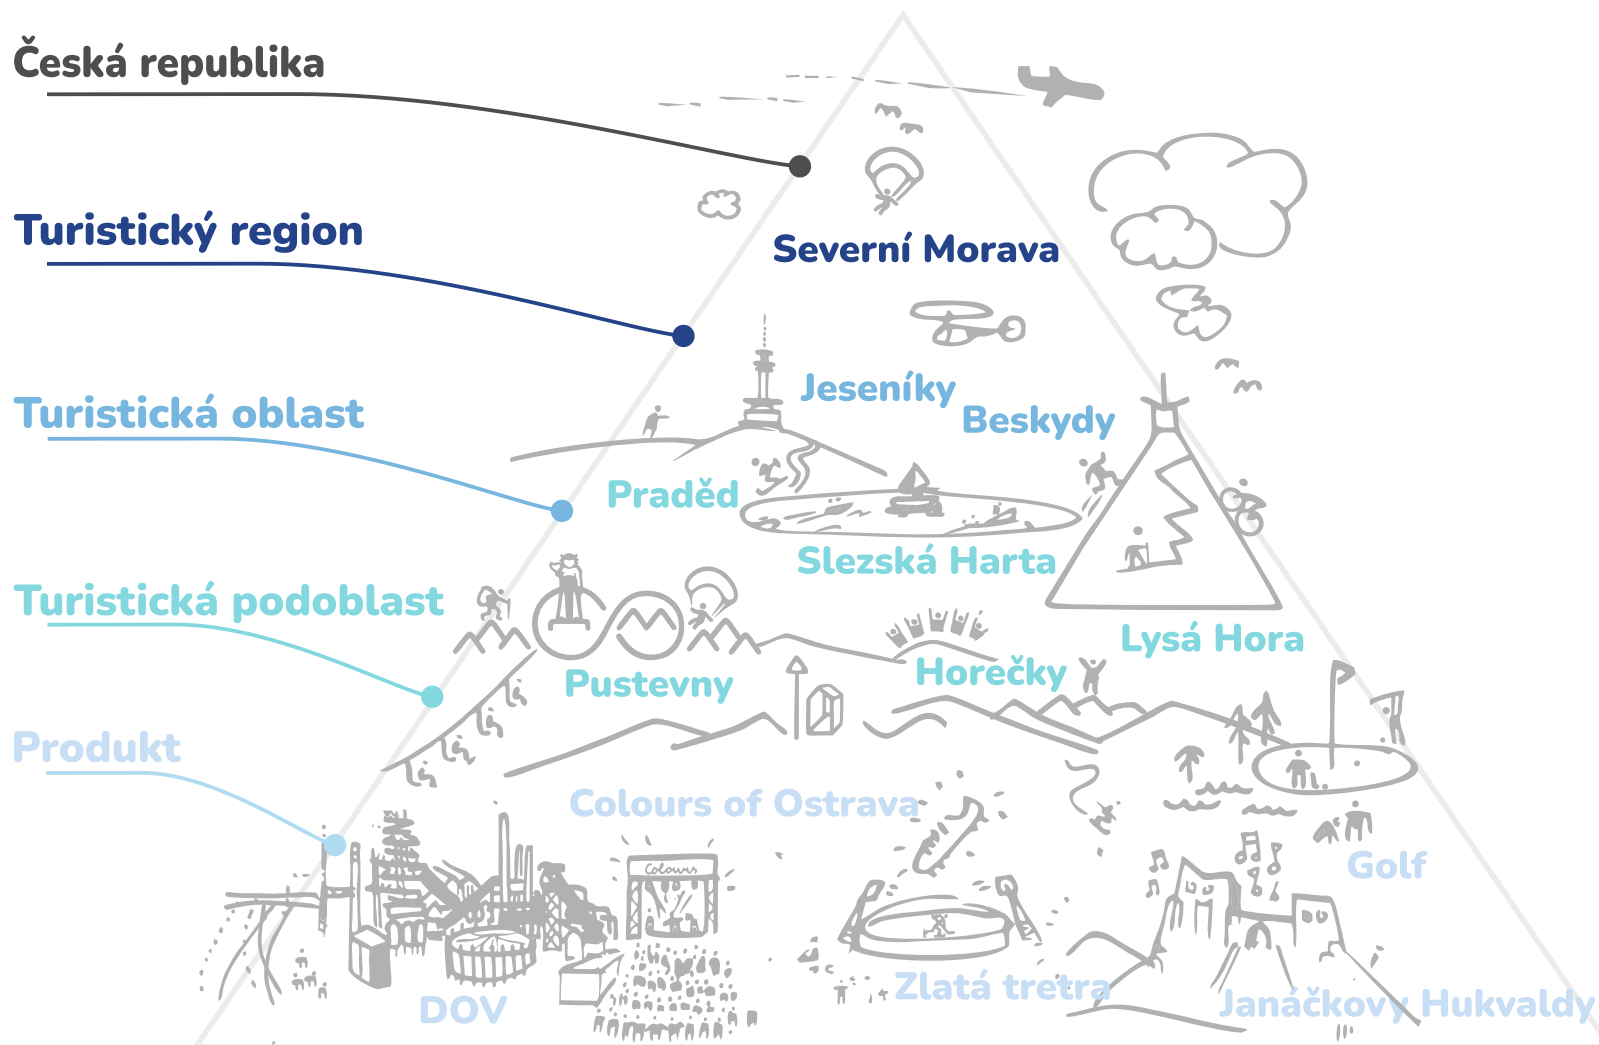 Česká republika
Turistický region
Severní Morava
Jeseníky
Turistická oblast
Beskydy
Praděd
Slezská Harta
Turistická podoblast
Lysá Hora
Horečky
Pustevny
Produkt
Colours of Ostrava
Colours
Golf
Zlatá tretra
DOV
Janáčkovy Hukvaldy